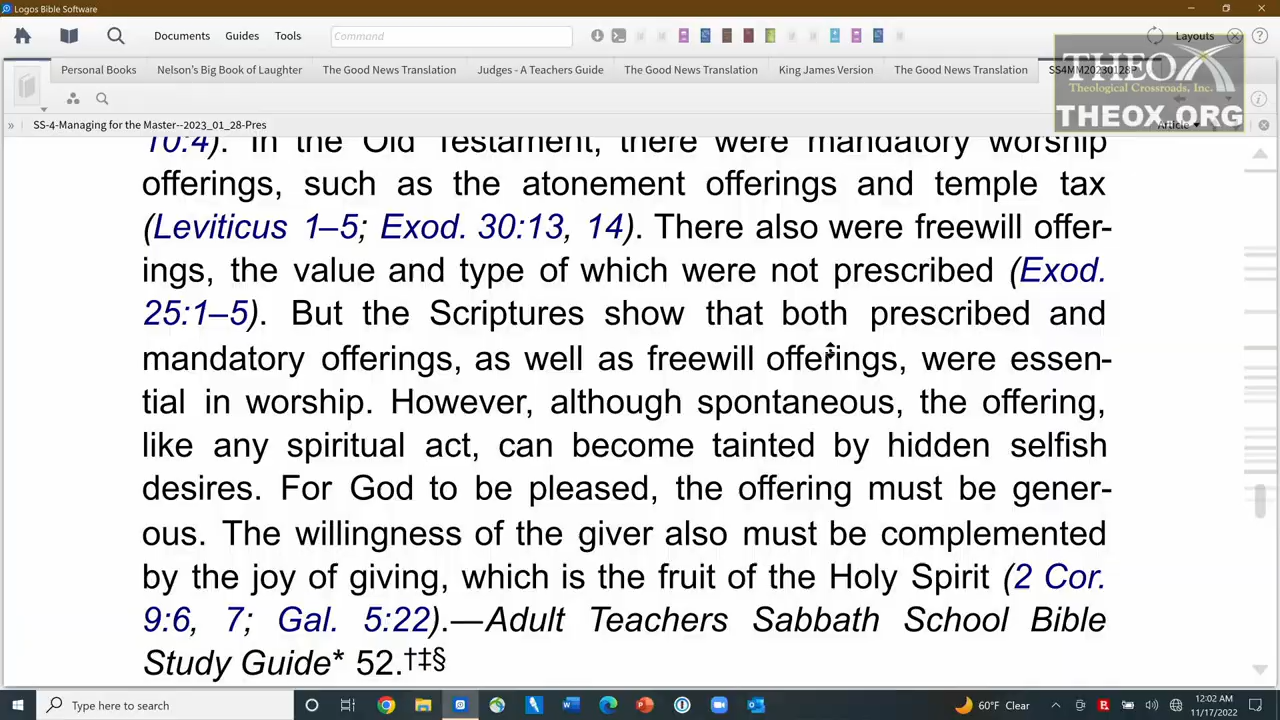 Logos Bible Software
Documents Guides Tools Command Layouts
Personal Books Nelson's Big Book of Laughter The Go Judges - A Teachers Guide The Good News Translation King James Version The Good News Translation SS4MM20230128P
THEOX
Theological Crossroads, Inc.
THEOX.ORG
SS-4-Managing for the Master--2023_01_28-Pres Article
10:4). In the Old Testament, there were mandatory worship
offerings, such as the atonement offerings and temple tax
(Leviticus 1–5; Exod. 30:13, 14). There also were freewill offer-
ings, the value and type of which were not prescribed (Exod.
25:1–5). But the Scriptures show that both prescribed and
mandatory offerings, as well as freewill offerings, were essen-
tial in worship. However, although spontaneous, the offering,
like any spiritual act, can become tainted by hidden selfish
desires. For God to be pleased, the offering must be gener-
ous. The willingness of the giver also must be complemented
by the joy of giving, which is the fruit of the Holy Spirit (2 Cor.
9:6, 7; Gal. 5:22).—Adult Teachers Sabbath School Bible
Study Guide* 52.†‡§
Type here to search 60°F Clear 12:02 AM
11/17/2022